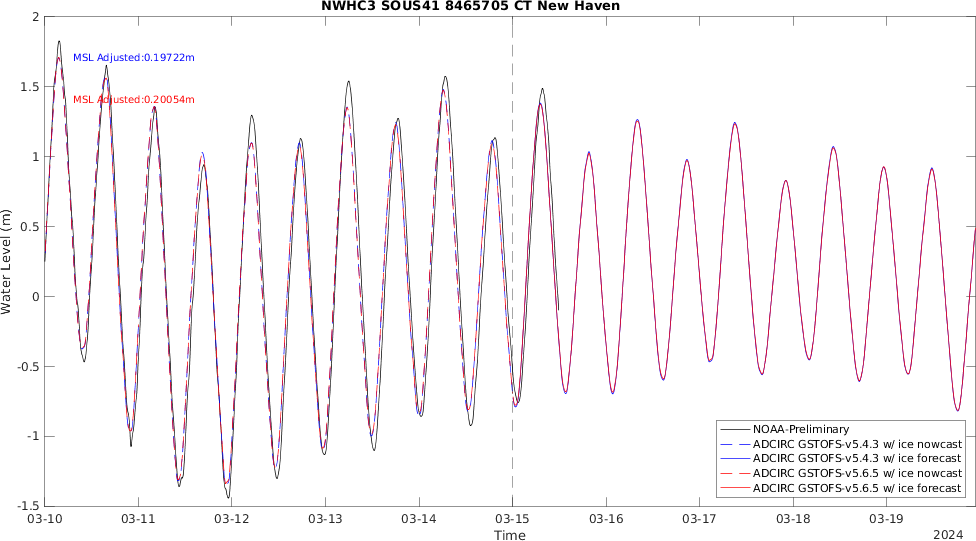 NWHC3 SOUS41 8465705 CT New Haven
2
1.5
1
0.5
0
-0.5
-1
-1.5
Water Level (m)
MSL Adjusted:0.19722m
MSL Adjusted:0.20054m
NOAA-Preliminary
ADCIRC GSTOFS-v5.4.3 w/ ice nowcast
ADCIRC GSTOFS-v5.4.3 w/ ice forecast
ADCIRC GSTOFS-v5.6.5 w/ ice nowcast
ADCIRC GSTOFS-v5.6.5 w/ ice forecast
03-10 03-11 03-12 03-13 03-14 03-15 03-16 03-17 03-18 03-19
Time
2024